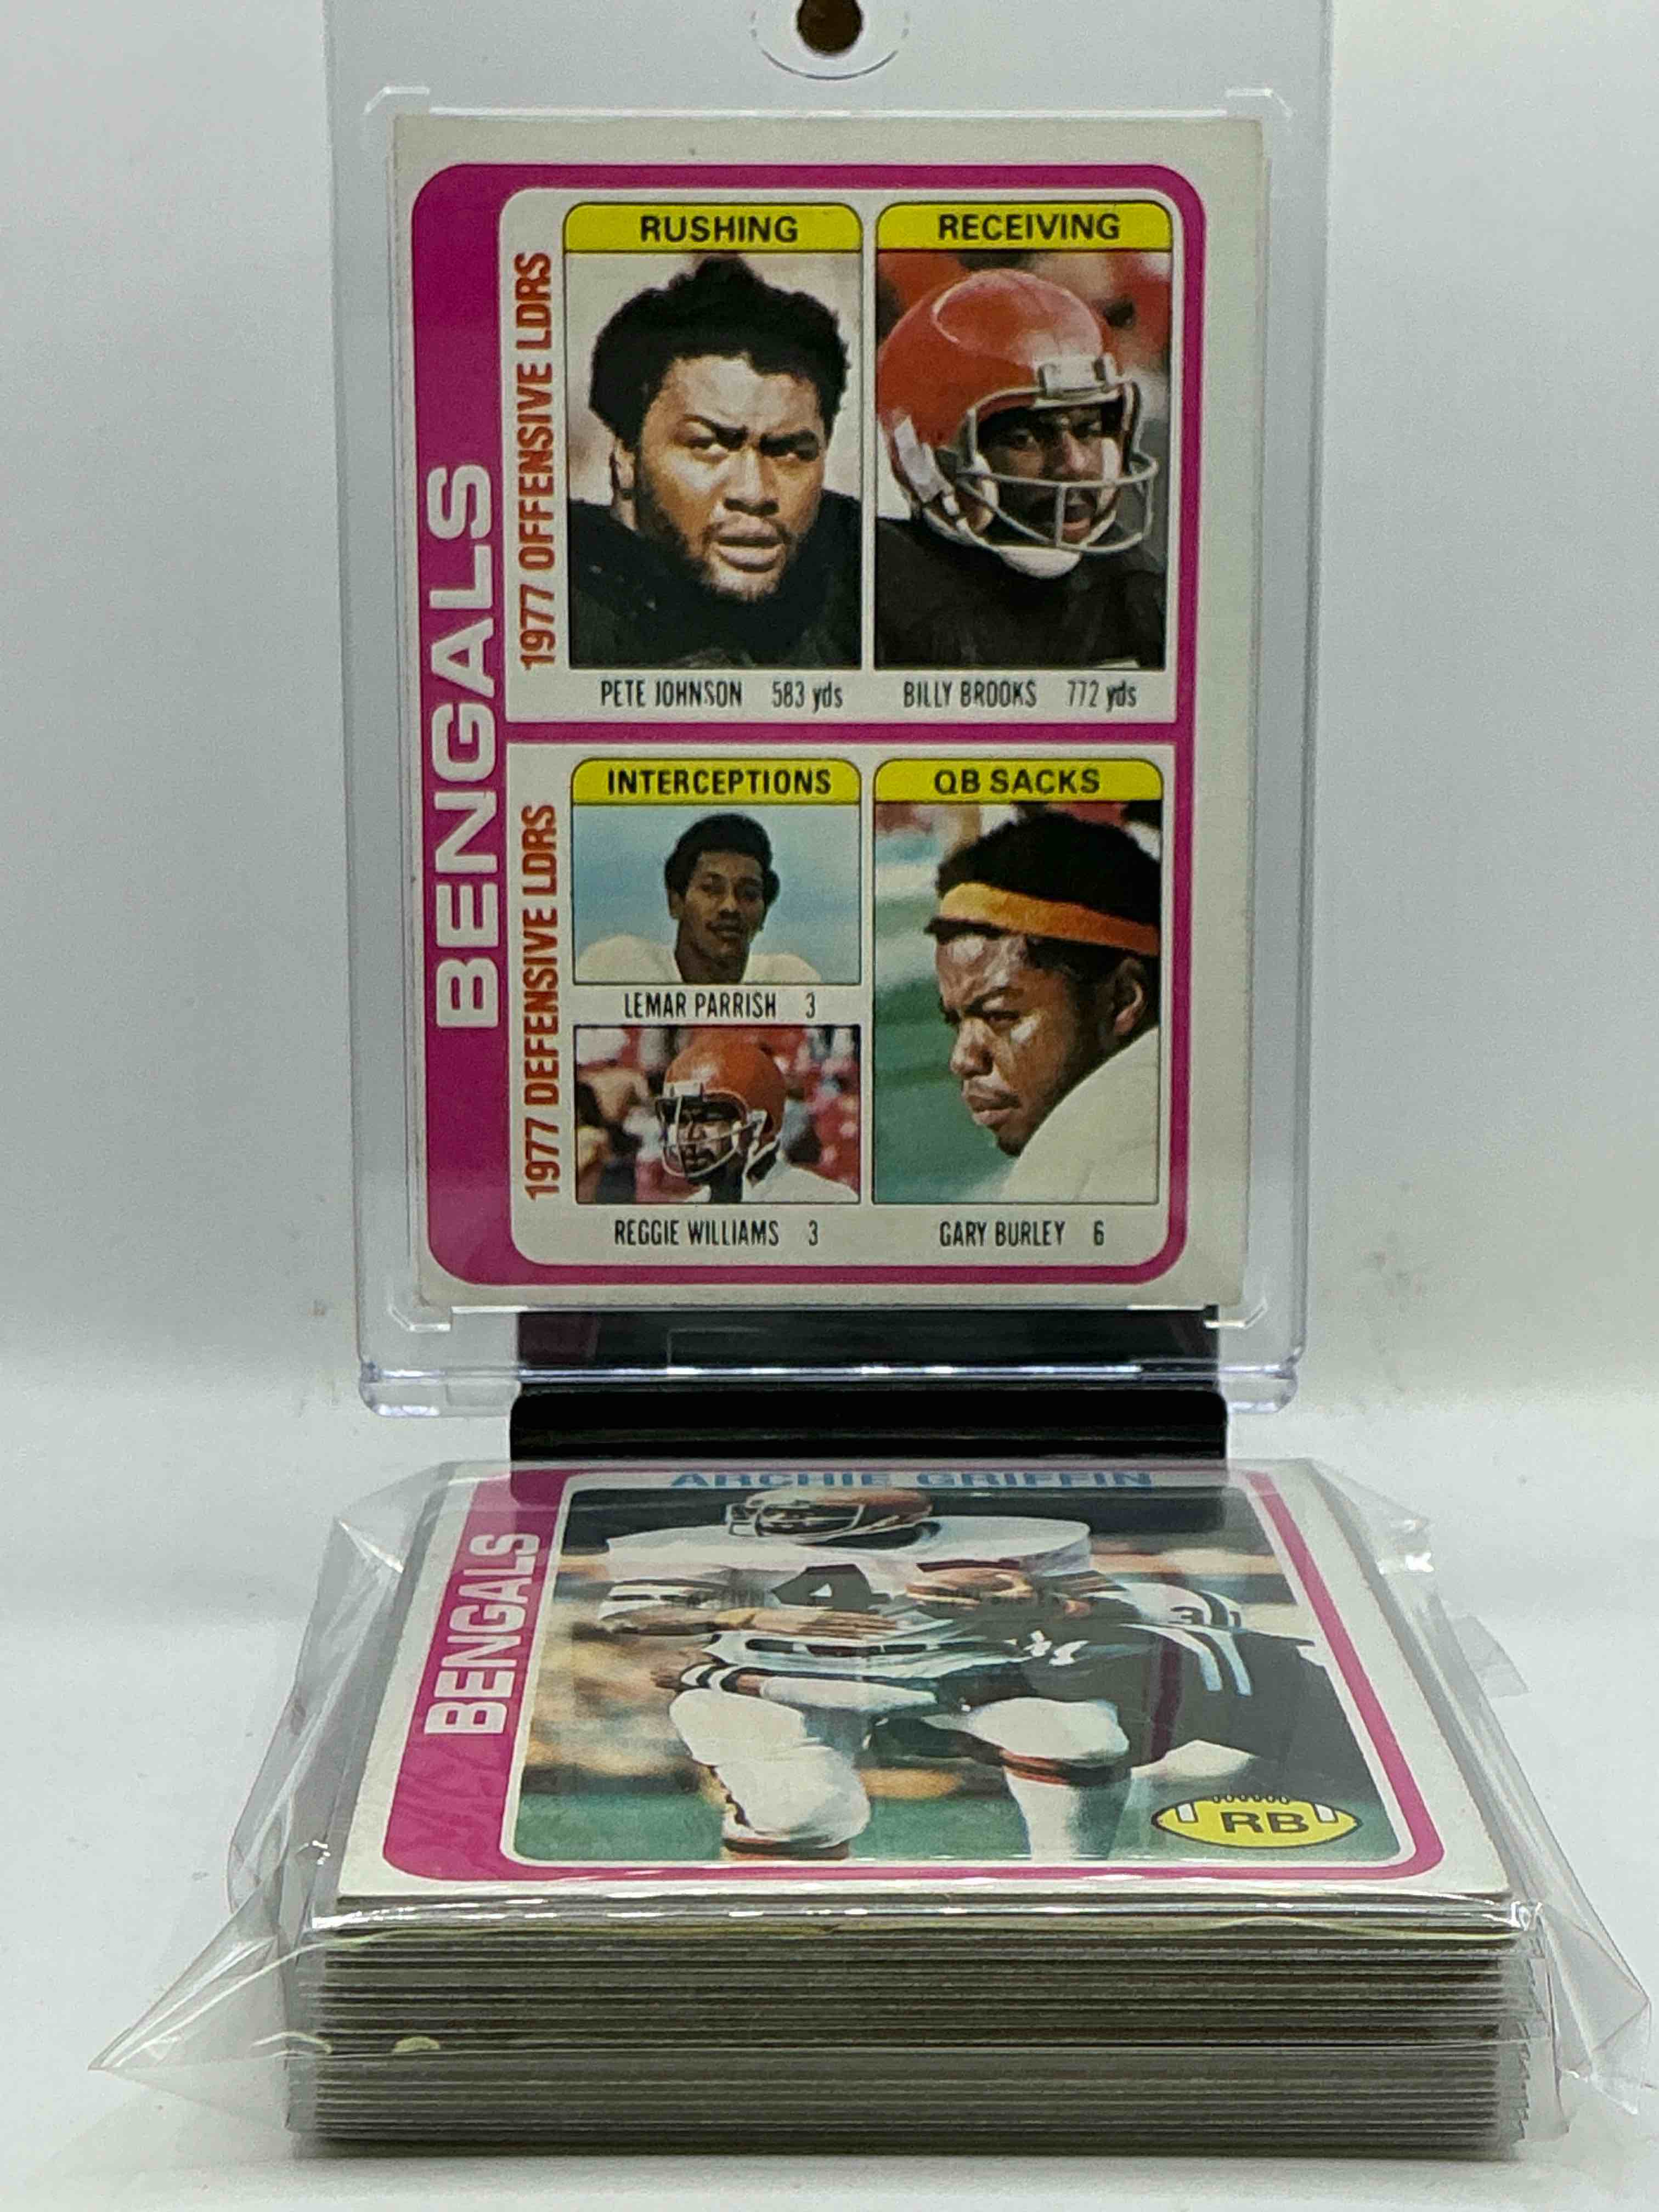 BENGALS
1977 OFFENSIVE LDRS
RUSHING
RECEIVING
PETE JOHNSON 583 yds
BILLY BROOKS 772 yds
1977 DEFENSIVE LDRS
INTERCEPTIONS
QB SACKS
LEMAR PARRISH 3
REGGIE WILLIAMS 3
GARY BURLEY 6
ARCHIE GRIFFIN
BENGALS
4
RB